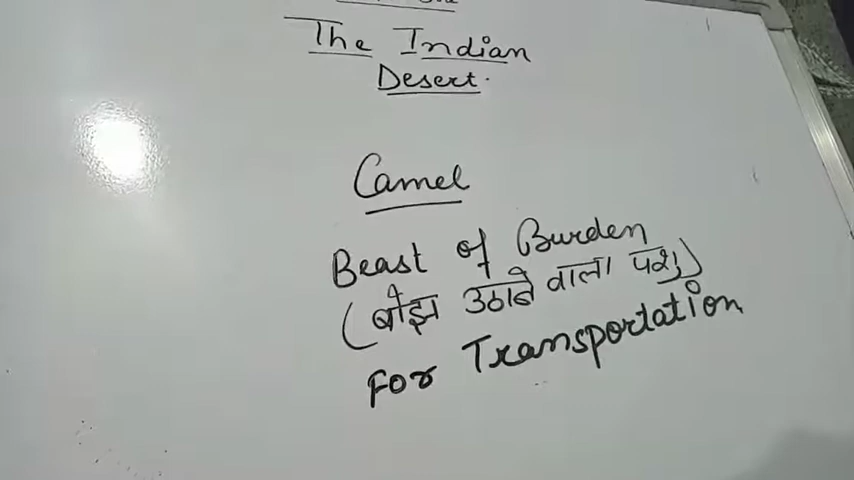 The Indian
Desert.
Camel
Beast of Burden
(बोझ उठाने वाला पशु)
For Transportation